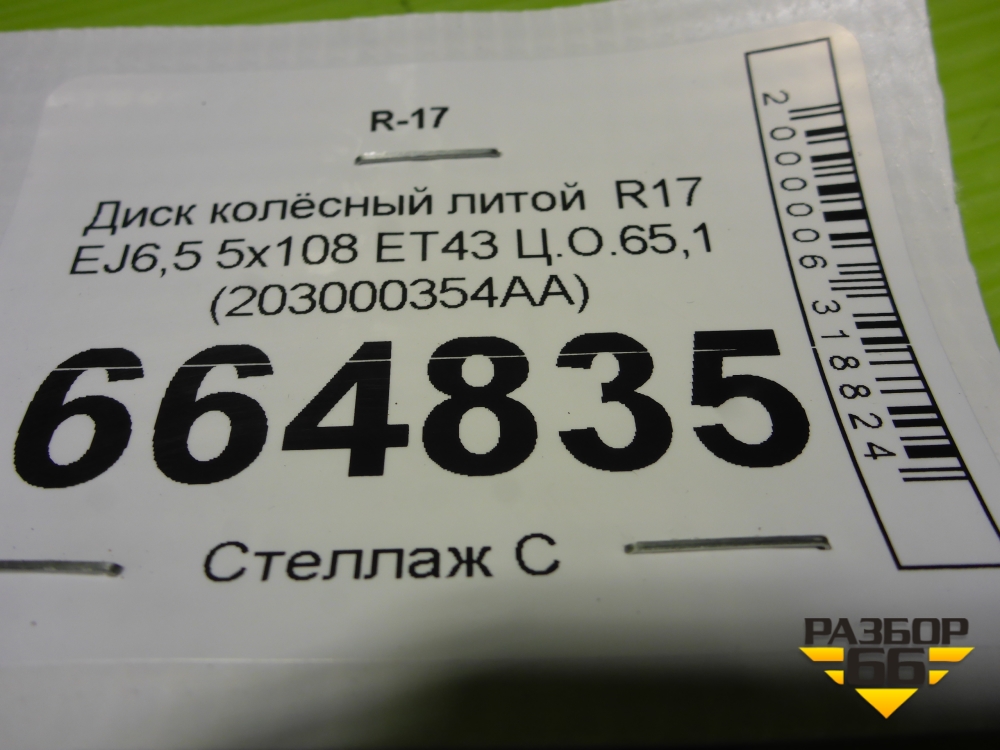 R-17
Диск колёсный литой R17
EJ6,5 5x108 ET43 Ц.О.65,1
(203000354AA)
664835
Стеллаж С
2000006318824
РАЗБОР
66